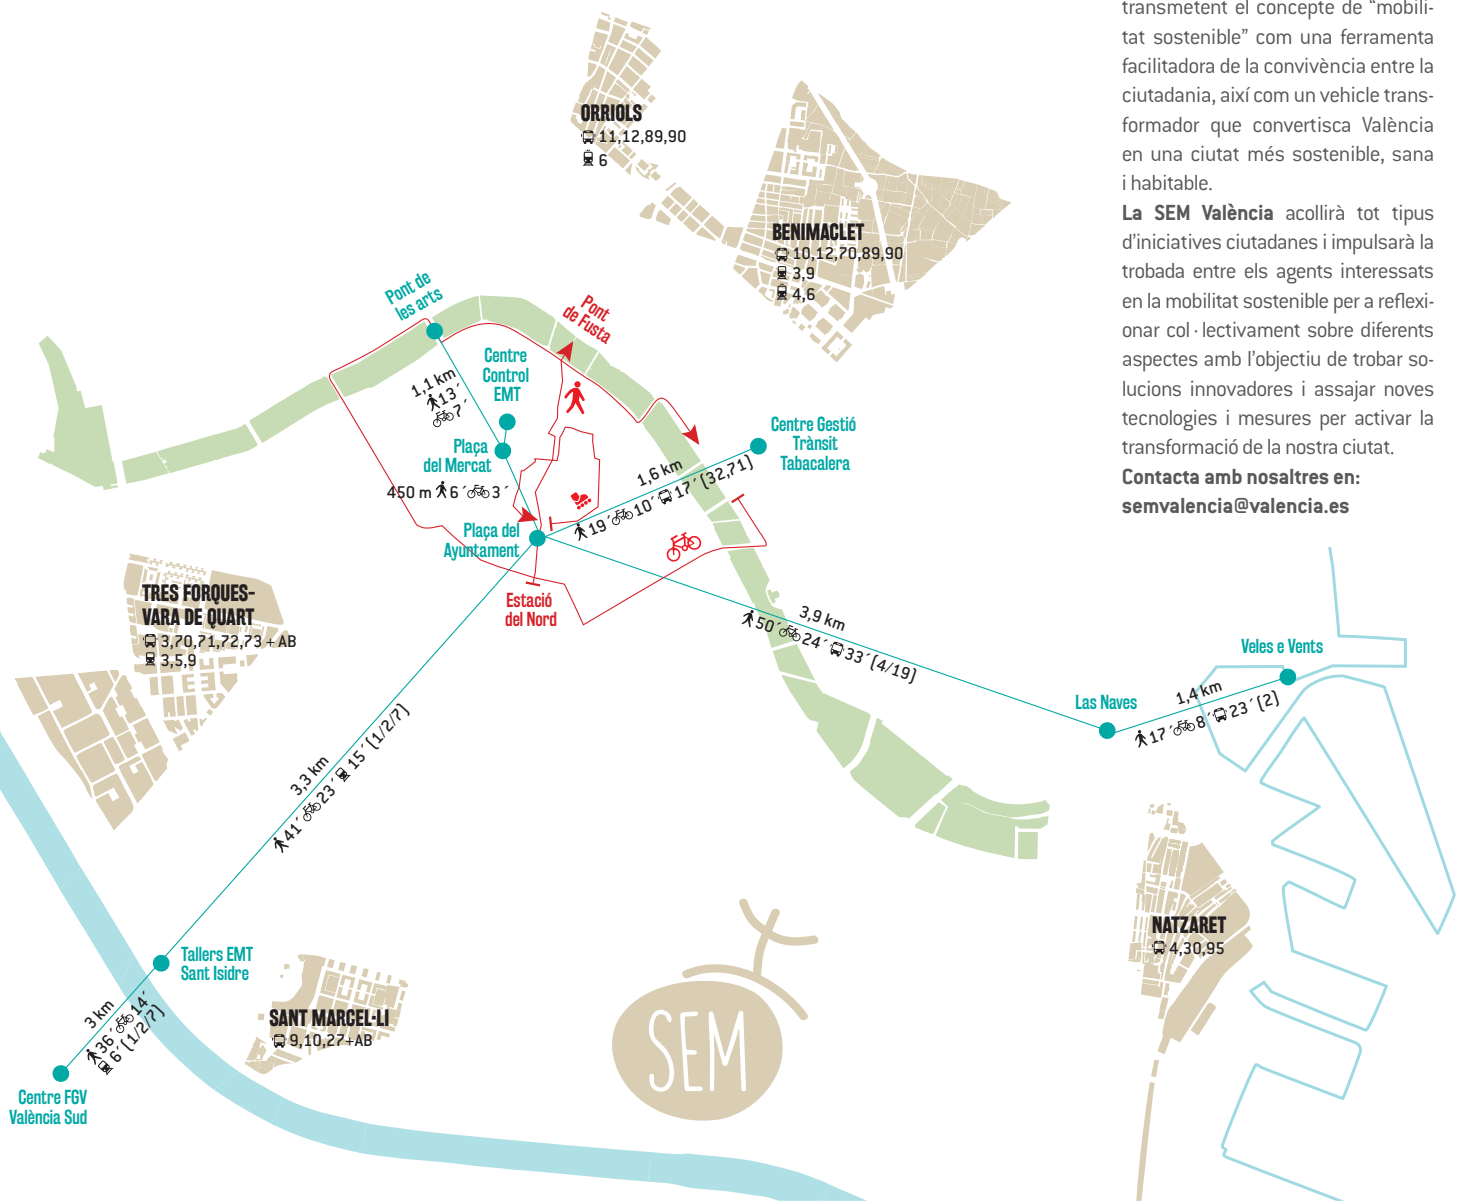 transmetent el concepte de “mobili-
tat sostenible” com una ferramenta
facilitadora de la convivència entre la
ciutadania, així com un vehicle trans-
formador que convertisca València
en una ciutat més sostenible, sana
i habitable.
La SEM València acollirà tot tipus
d’iniciatives ciutadanes i impulsarà la
trobada entre els agents interessats
en la mobilitat sostenible per a reflexi-
onar col·lectivament sobre diferents
aspectes amb l’objectiu de trobar so-
lucions innovadores i assajar noves
tecnologies i mesures per activar la
transformació de la nostra ciutat.
Contacta amb nosaltres en:
semvalencia@valencia.es
ORRIOLS
11,12,89,90
6
BENIMACLET
10,12,70,89,90
3,9
4,6
Pont de
les arts
Pont
de Fusta
Centre
Control
EMT
1,1 km
13´
7´
Plaça
del Mercat
450 m 6´ 3´
Centre Gestió
Trànsit
Tabacalera
1,6 km
19´ 10´ 17´ (32,71)
Plaça del
Ayuntament
Estació
del Nord
TRES FORQUES-
VARA DE QUART
3,70,71,72,73 + AB
3,5,9
3,9 km
50´ 24´ 33´ (4/19)
Veles e Vents
Las Naves
1,4 km
17´ 8´ 23´ (2)
3,3 km
41´ 23´ 15´ (1/2/7)
NATZARET
4,30,95
Tallers EMT
Sant Isidre
3 km
36´ 14´
6´ (1/2/7)
SANT MARCEL·LI
9,10,27+AB
SEM
Centre FGV
València Sud